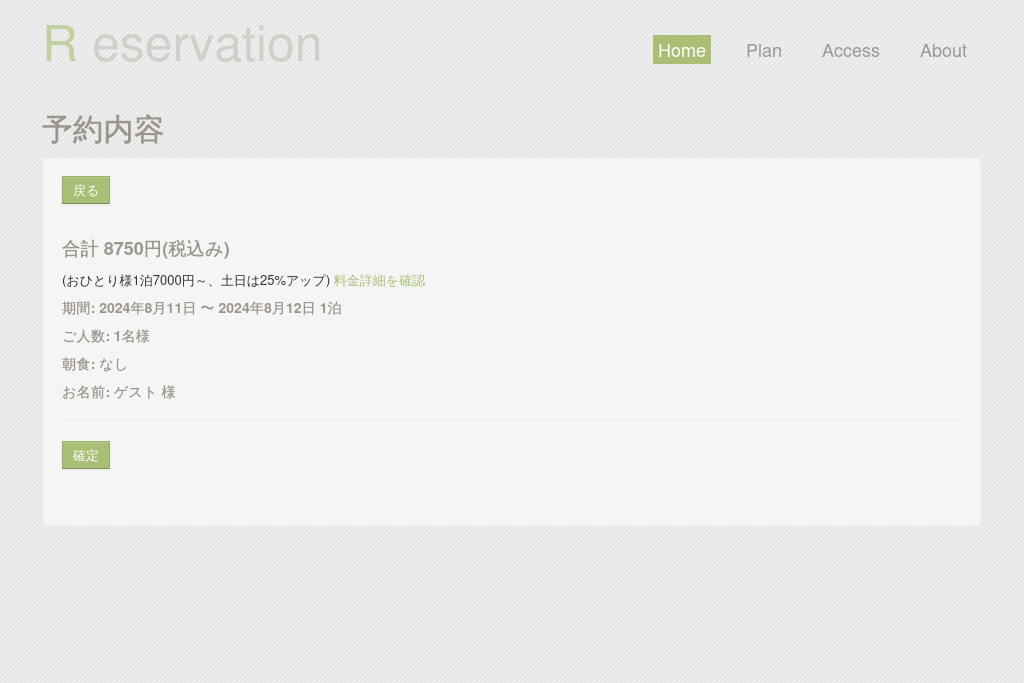 R eservation
Home Plan Access About
予約内容
戻る
合計 8750円(税込み)
(おひとり様1泊7000円～、土日は25%アップ) 料金詳細を確認
期間: 2024年8月11日 〜 2024年8月12日 1泊
ご人数: 1名様
朝食: なし
お名前: ゲスト 様
確定